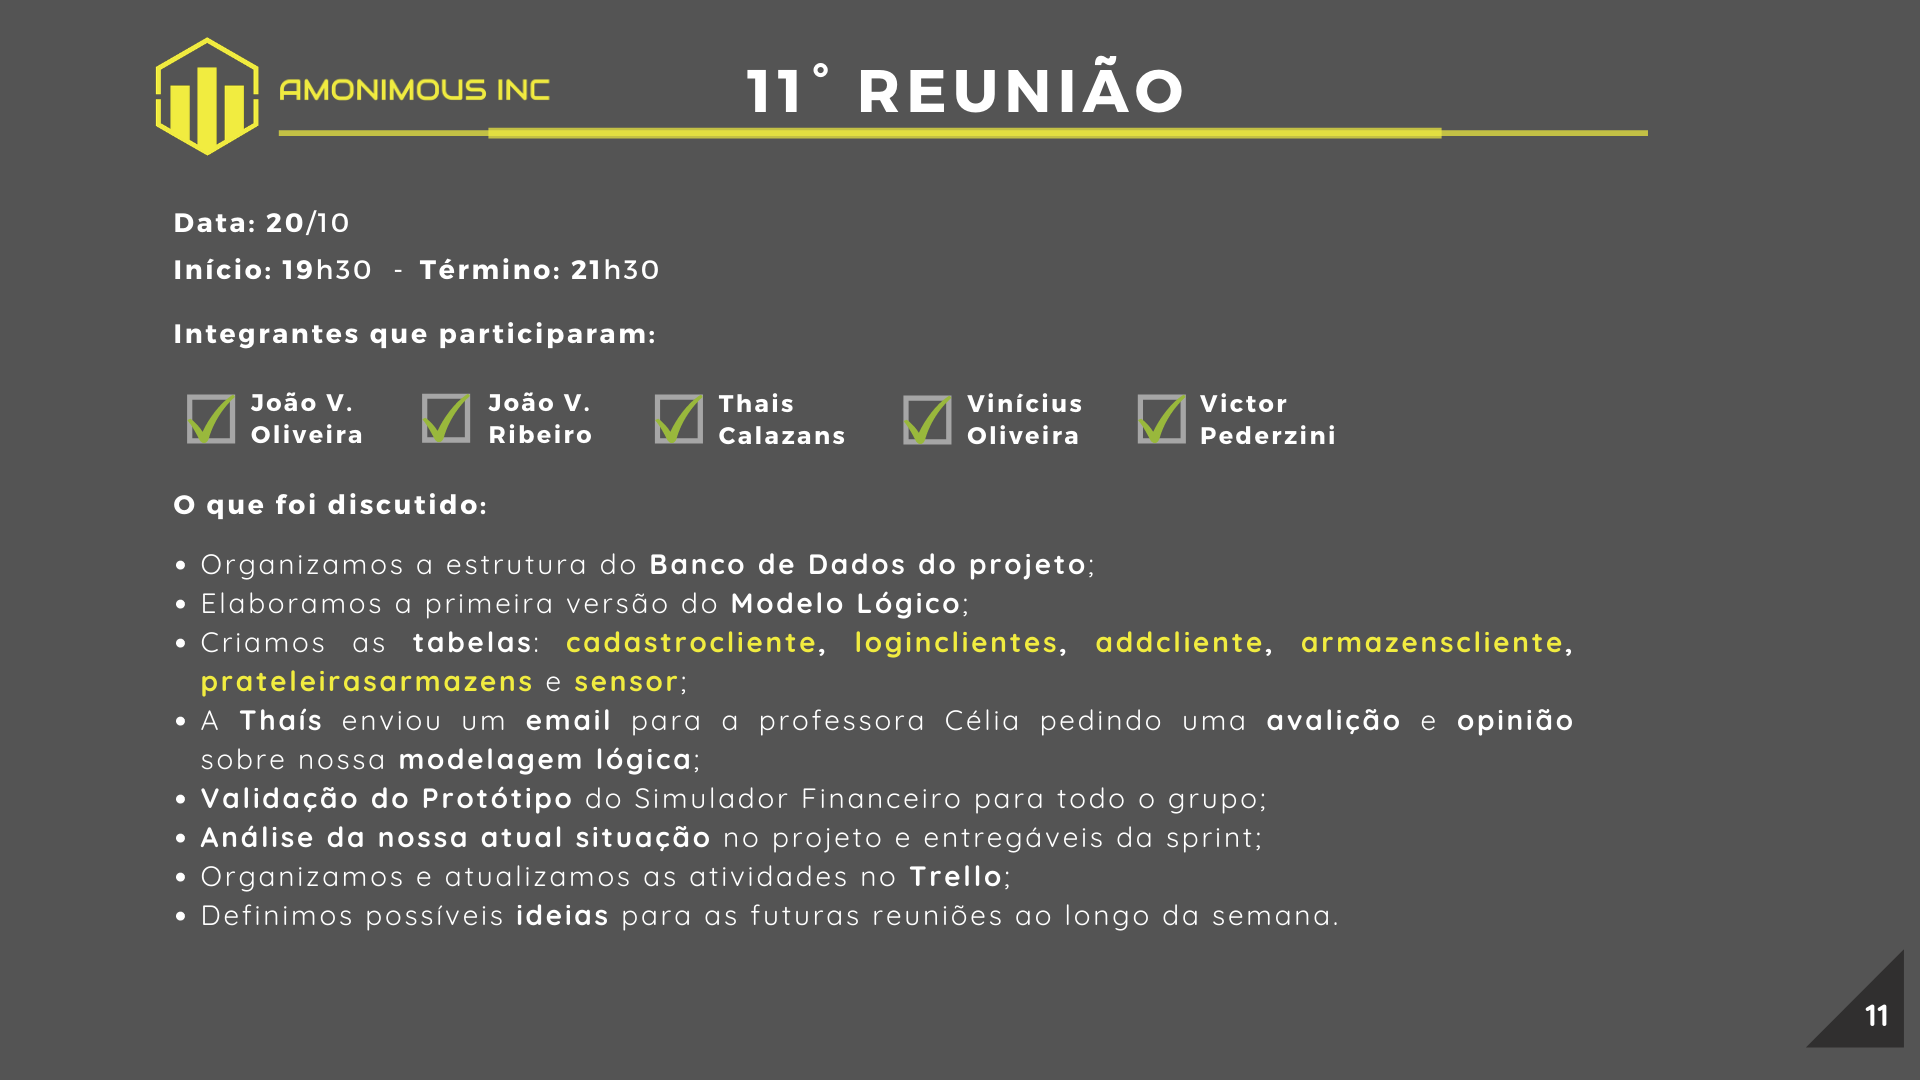 AMONIMOUS INC
11° REUNIÃO
Data: 20/10
Início: 19h30 - Término: 21h30
Integrantes que participaram:
João V. Oliveira
João V. Ribeiro
Thais Calazans
Vinícius Oliveira
Victor Pederzini
O que foi discutido:
• Organizamos a estrutura do Banco de Dados do projeto;
• Elaboramos a primeira versão do Modelo Lógico;
• Criamos as tabelas: cadastrocliente, loginclientes, addcliente, armazenscliente,
prateleirasarmazens e sensor;
• A Thaís enviou um email para a professora Célia pedindo uma avalição e opinião
sobre nossa modelagem lógica;
• Validação do Protótipo do Simulador Financeiro para todo o grupo;
• Análise da nossa atual situação no projeto e entregáveis da sprint;
• Organizamos e atualizamos as atividades no Trello;
• Definimos possíveis ideias para as futuras reuniões ao longo da semana.
11